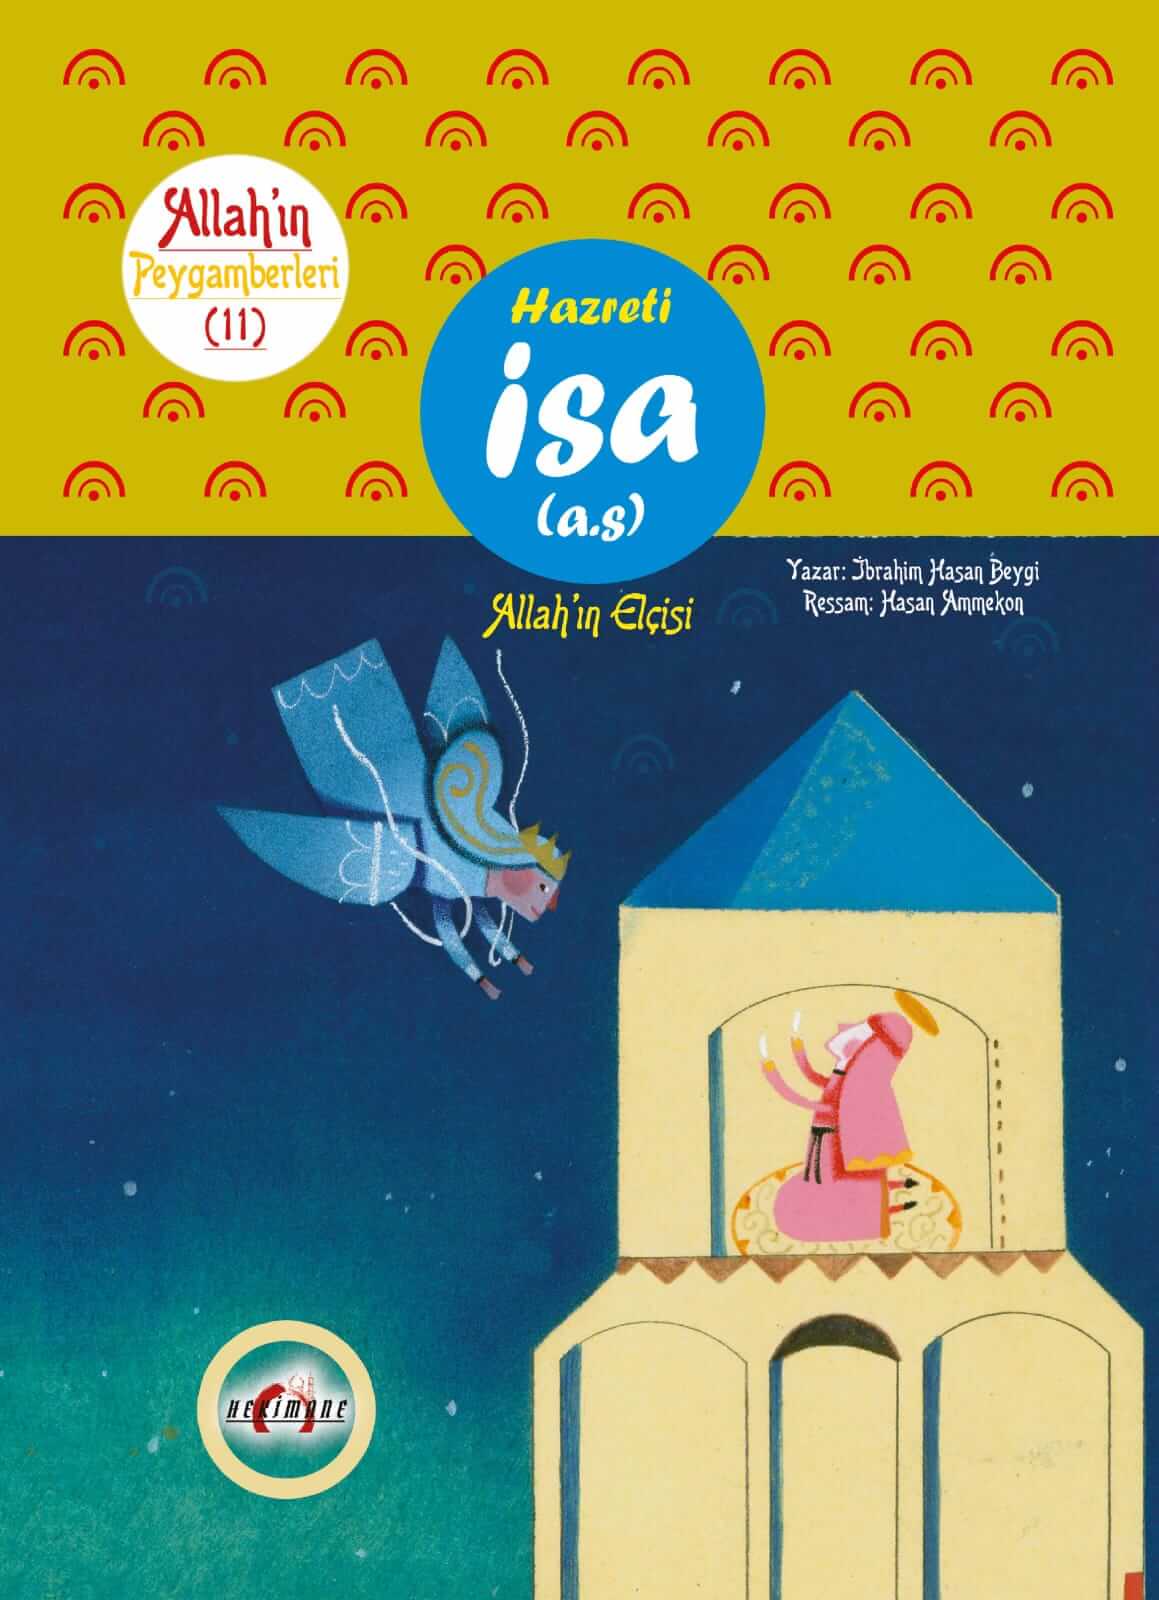 Allah'ın
Peygamberleri
(11)
Hazreti
İsa
(a.s)
Allah'ın Elçisi
Yazar: İbrahim Hasan Beygi
Ressam: Hasan Ammekon
HEKİMANE